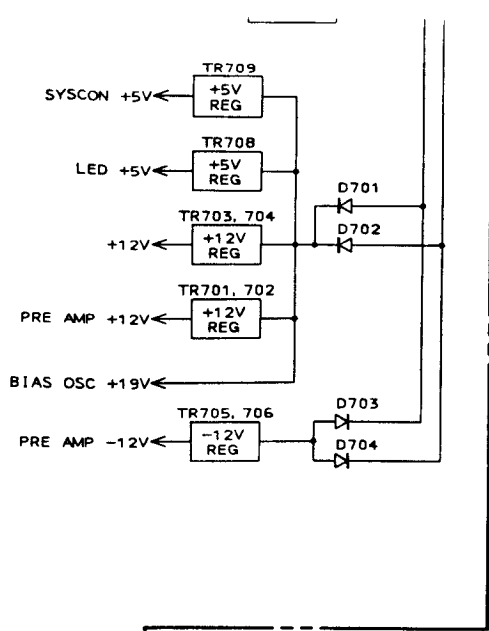 TR709
SYSCON +5V
+5V
REG
TR708
LED +5V
+5V
REG
D701
TR703, 704
D702
+12V
+12V
REG
TR701, 702
PRE AMP +12V
+12V
REG
BIAS OSC +19V
D703
TR705, 706
PRE AMP -12V
-12V
REG
D704